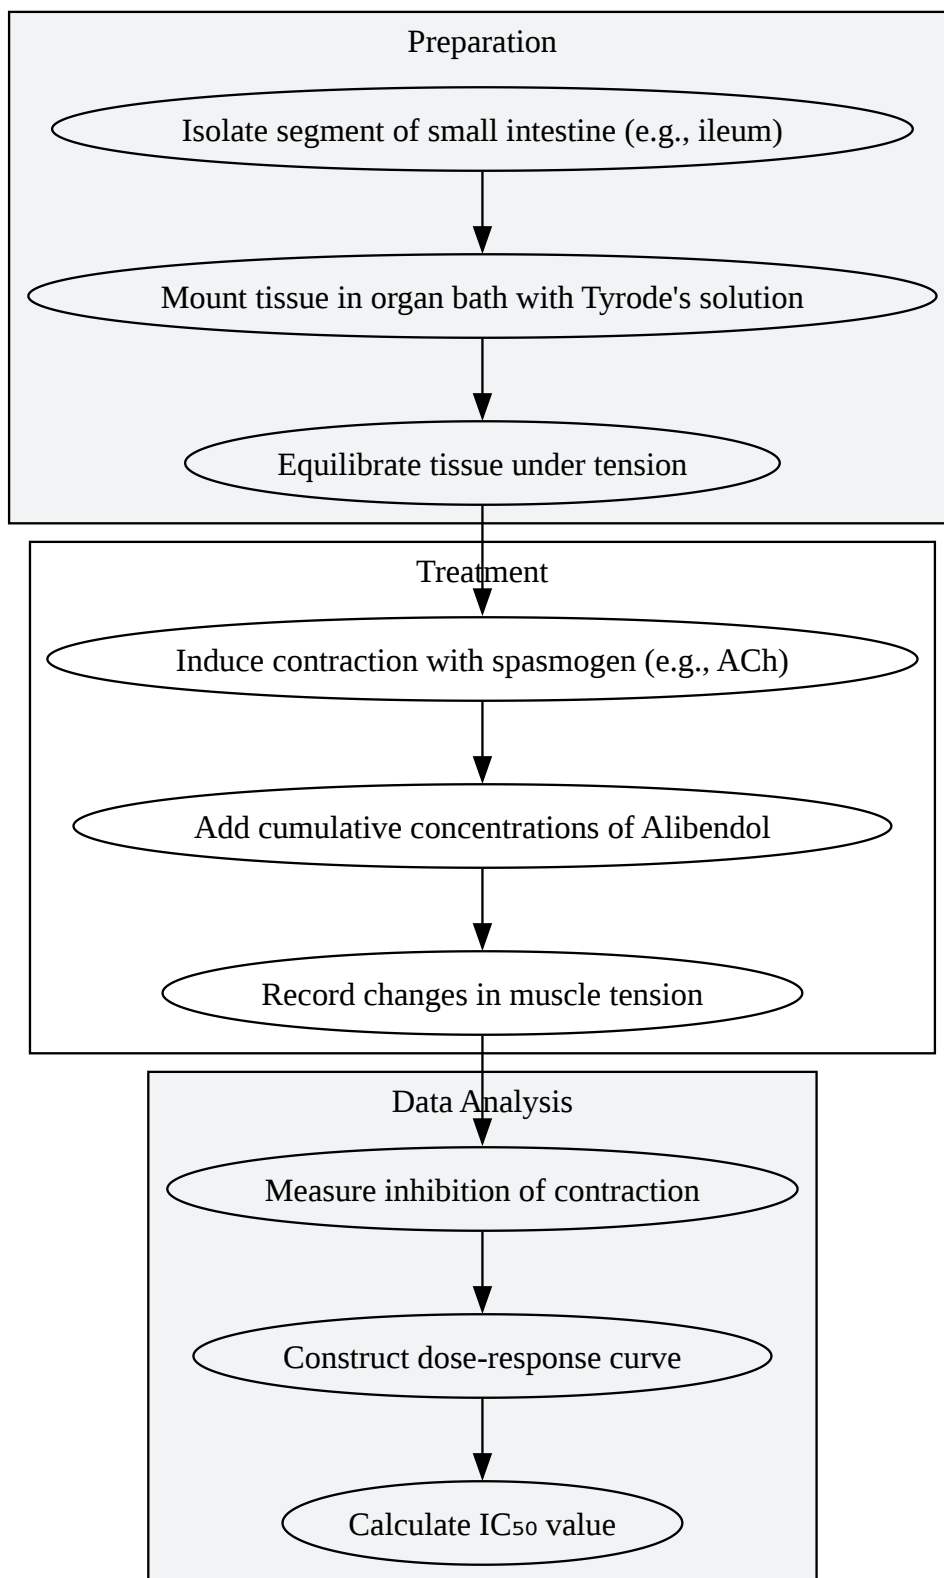 Preparation
Isolate segment of small intestine (e.g., ileum)
Mount tissue in organ bath with Tyrode's solution
Equilibrate tissue under tension
Treatment
Induce contraction with spasmogen (e.g., ACh)
Add cumulative concentrations of Alibendol
Record changes in muscle tension
Data Analysis
Measure inhibition of contraction
Construct dose-response curve
Calculate IC₅₀ value